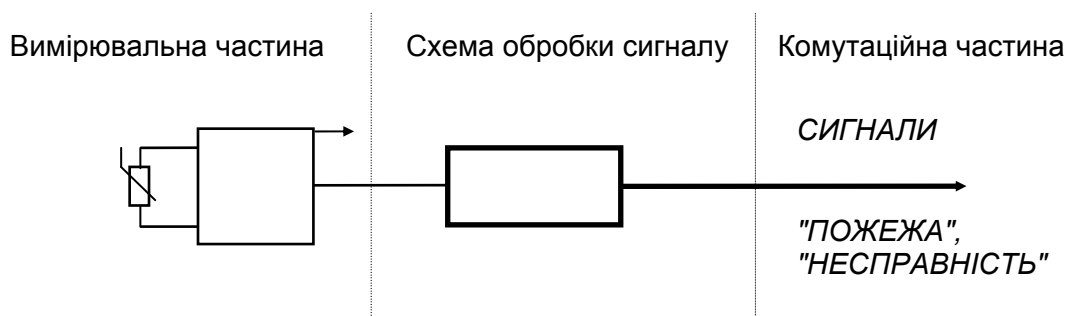 Вимірювальна частина
Схема обробки сигналу
Комутаційна частина
СИГНАЛИ
"ПОЖЕЖА",
"НЕСПРАВНІСТЬ"